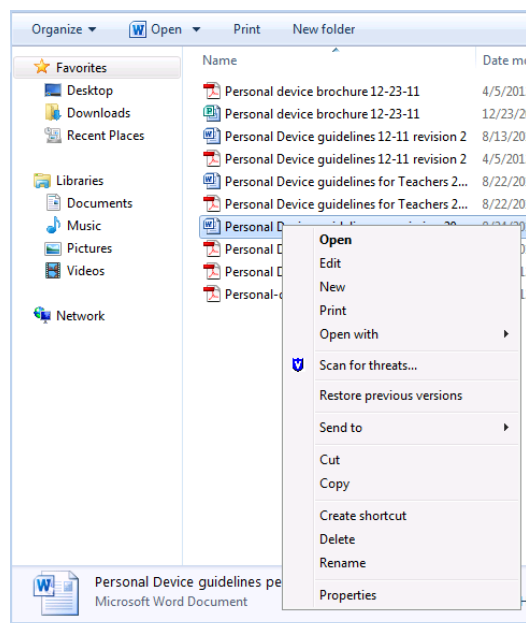 Organize Open Print New folder
Name Date mo
Favorites
Desktop
Downloads
Recent Places
Libraries
Documents
Music
Pictures
Videos
Network
Personal device brochure 12-23-11 4/5/201
Personal device brochure 12-23-11 12/23/2
Personal Device guidelines 12-11 revision 2 8/13/20
Personal Device guidelines 12-11 revision 2 4/5/201
Personal Device guidelines for Teachers 2... 8/22/201
Personal Device guidelines for Teachers 2... 8/22/201
Personal D
Personal D
Personal D
Personal-
Open
Edit
New
Print
Open with
Scan for threats...
Restore previous versions
Send to
Cut
Copy
Create shortcut
Delete
Rename
Properties
Personal Device guidelines pe
Microsoft Word Document